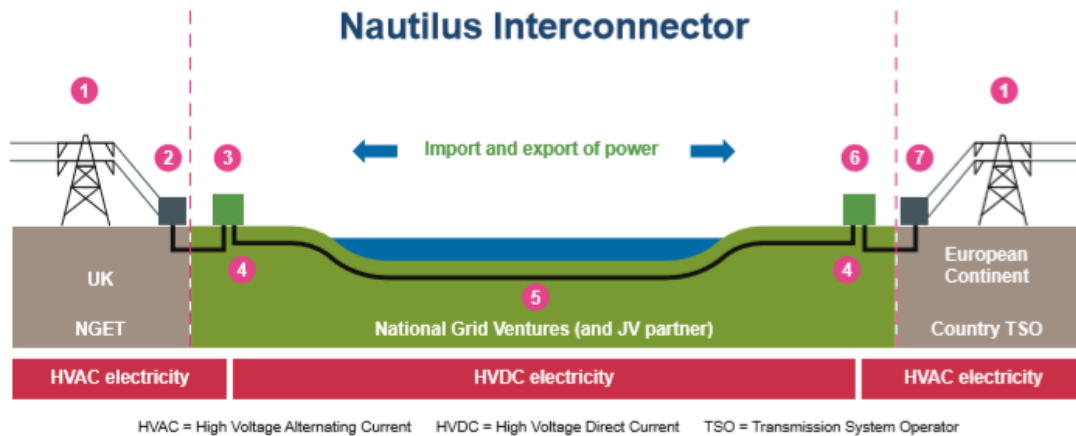 Nautilus Interconnector
1
1
2
3
Import and export of power
6
7
4
4
UK
European
Continent
5
NGET
National Grid Ventures (and JV partner)
Country TSO
HVAC electricity
HVDC electricity
HVAC electricity
HVAC = High Voltage Alternating Current HVDC = High Voltage Direct Current TSO = Transmission System Operator